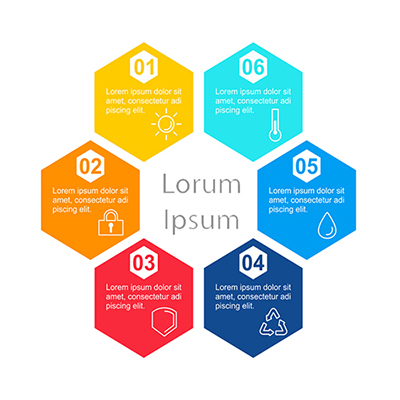 01
Lorem ipsum dolor sit
amet, consectetur adi
piscing elit.
02
Lorem ipsum dolor sit
amet, consectetur adi
piscing elit.
03
Lorem ipsum dolor sit
amet, consectetur adi
piscing elit.
04
Lorem ipsum dolor sit
amet, consectetur adi
piscing elit.
05
Lorem ipsum dolor sit
amet, consectetur adi
piscing elit.
06
Lorem ipsum dolor sit
amet, consectetur adi
piscing elit.
Lorum
Ipsum